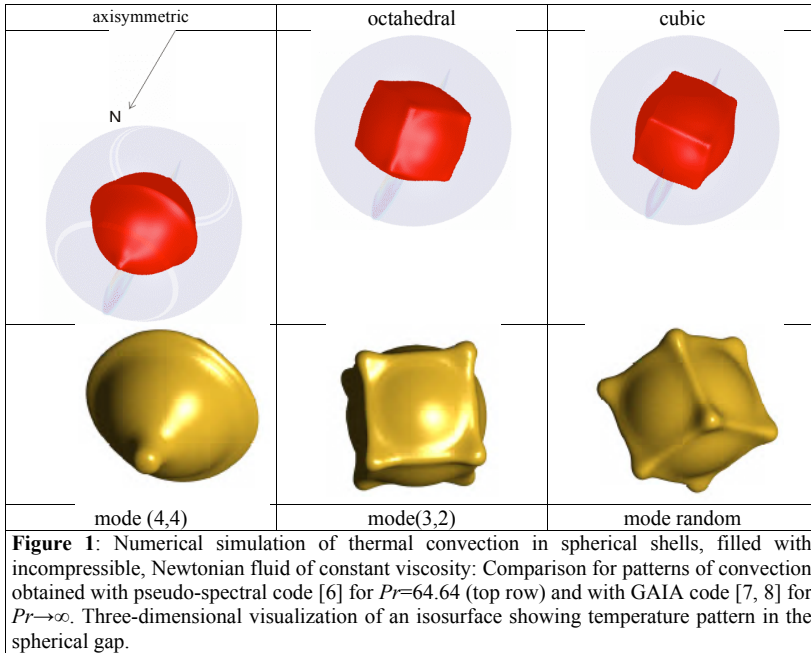 axisymmetric
octahedral
cubic
N
mode (4,4)
mode(3,2)
mode random
Figure 1: Numerical simulation of thermal convection in spherical shells, filled with
incompressible, Newtonian fluid of constant viscosity: Comparison for patterns of convection
obtained with pseudo-spectral code [6] for Pr=64.64 (top row) and with GAIA code [7, 8] for
Pr→∞. Three-dimensional visualization of an isosurface showing temperature pattern in the
spherical gap.